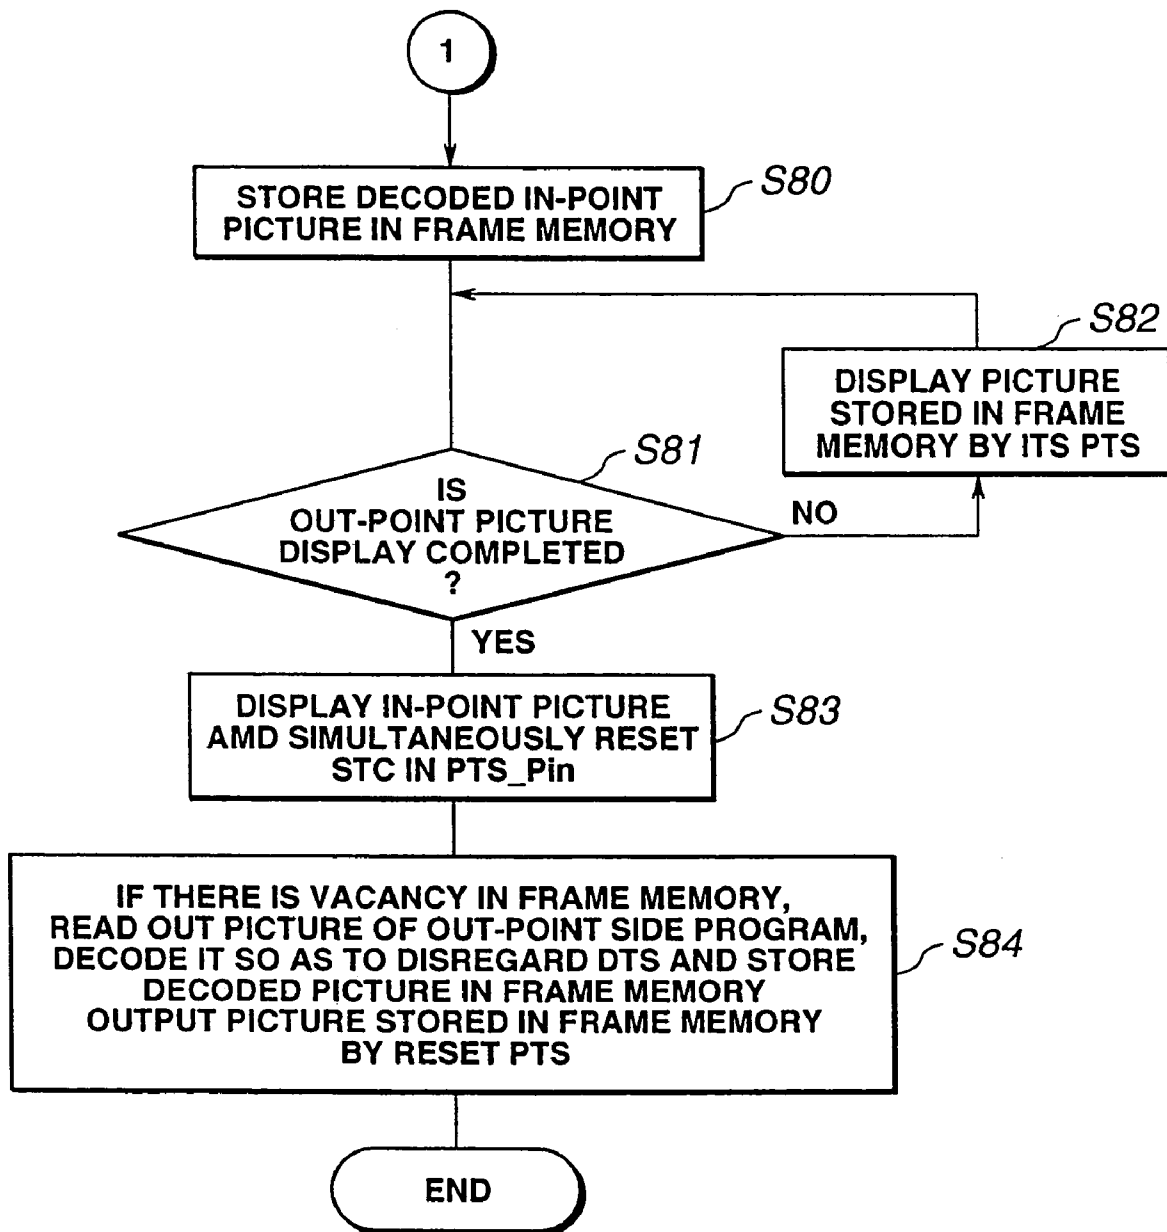 1
STORE DECODED IN-POINT
PICTURE IN FRAME MEMORY
S80
S82
DISPLAY PICTURE
STORED IN FRAME
MEMORY BY ITS PTS
S81
IS
OUT-POINT PICTURE
DISPLAY COMPLETED
?
NO
YES
DISPLAY IN-POINT PICTURE
AMD SIMULTANEOUSLY RESET
STC IN PTS_Pin
S83
IF THERE IS VACANCY IN FRAME MEMORY,
READ OUT PICTURE OF OUT-POINT SIDE PROGRAM,
DECODE IT SO AS TO DISREGARD DTS AND STORE
DECODED PICTURE IN FRAME MEMORY
OUTPUT PICTURE STORED IN FRAME MEMORY
BY RESET PTS
S84
END